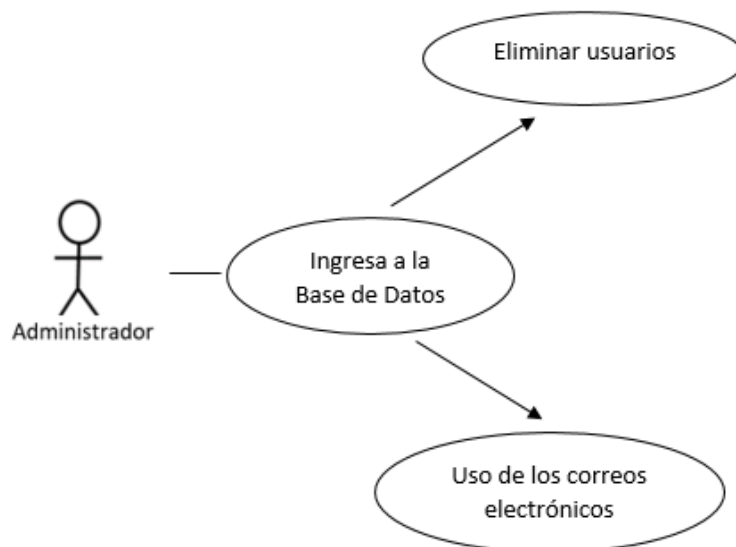 Eliminar usuarios
Ingresa a la
Base de Datos
Administrador
Uso de los correos
electrónicos